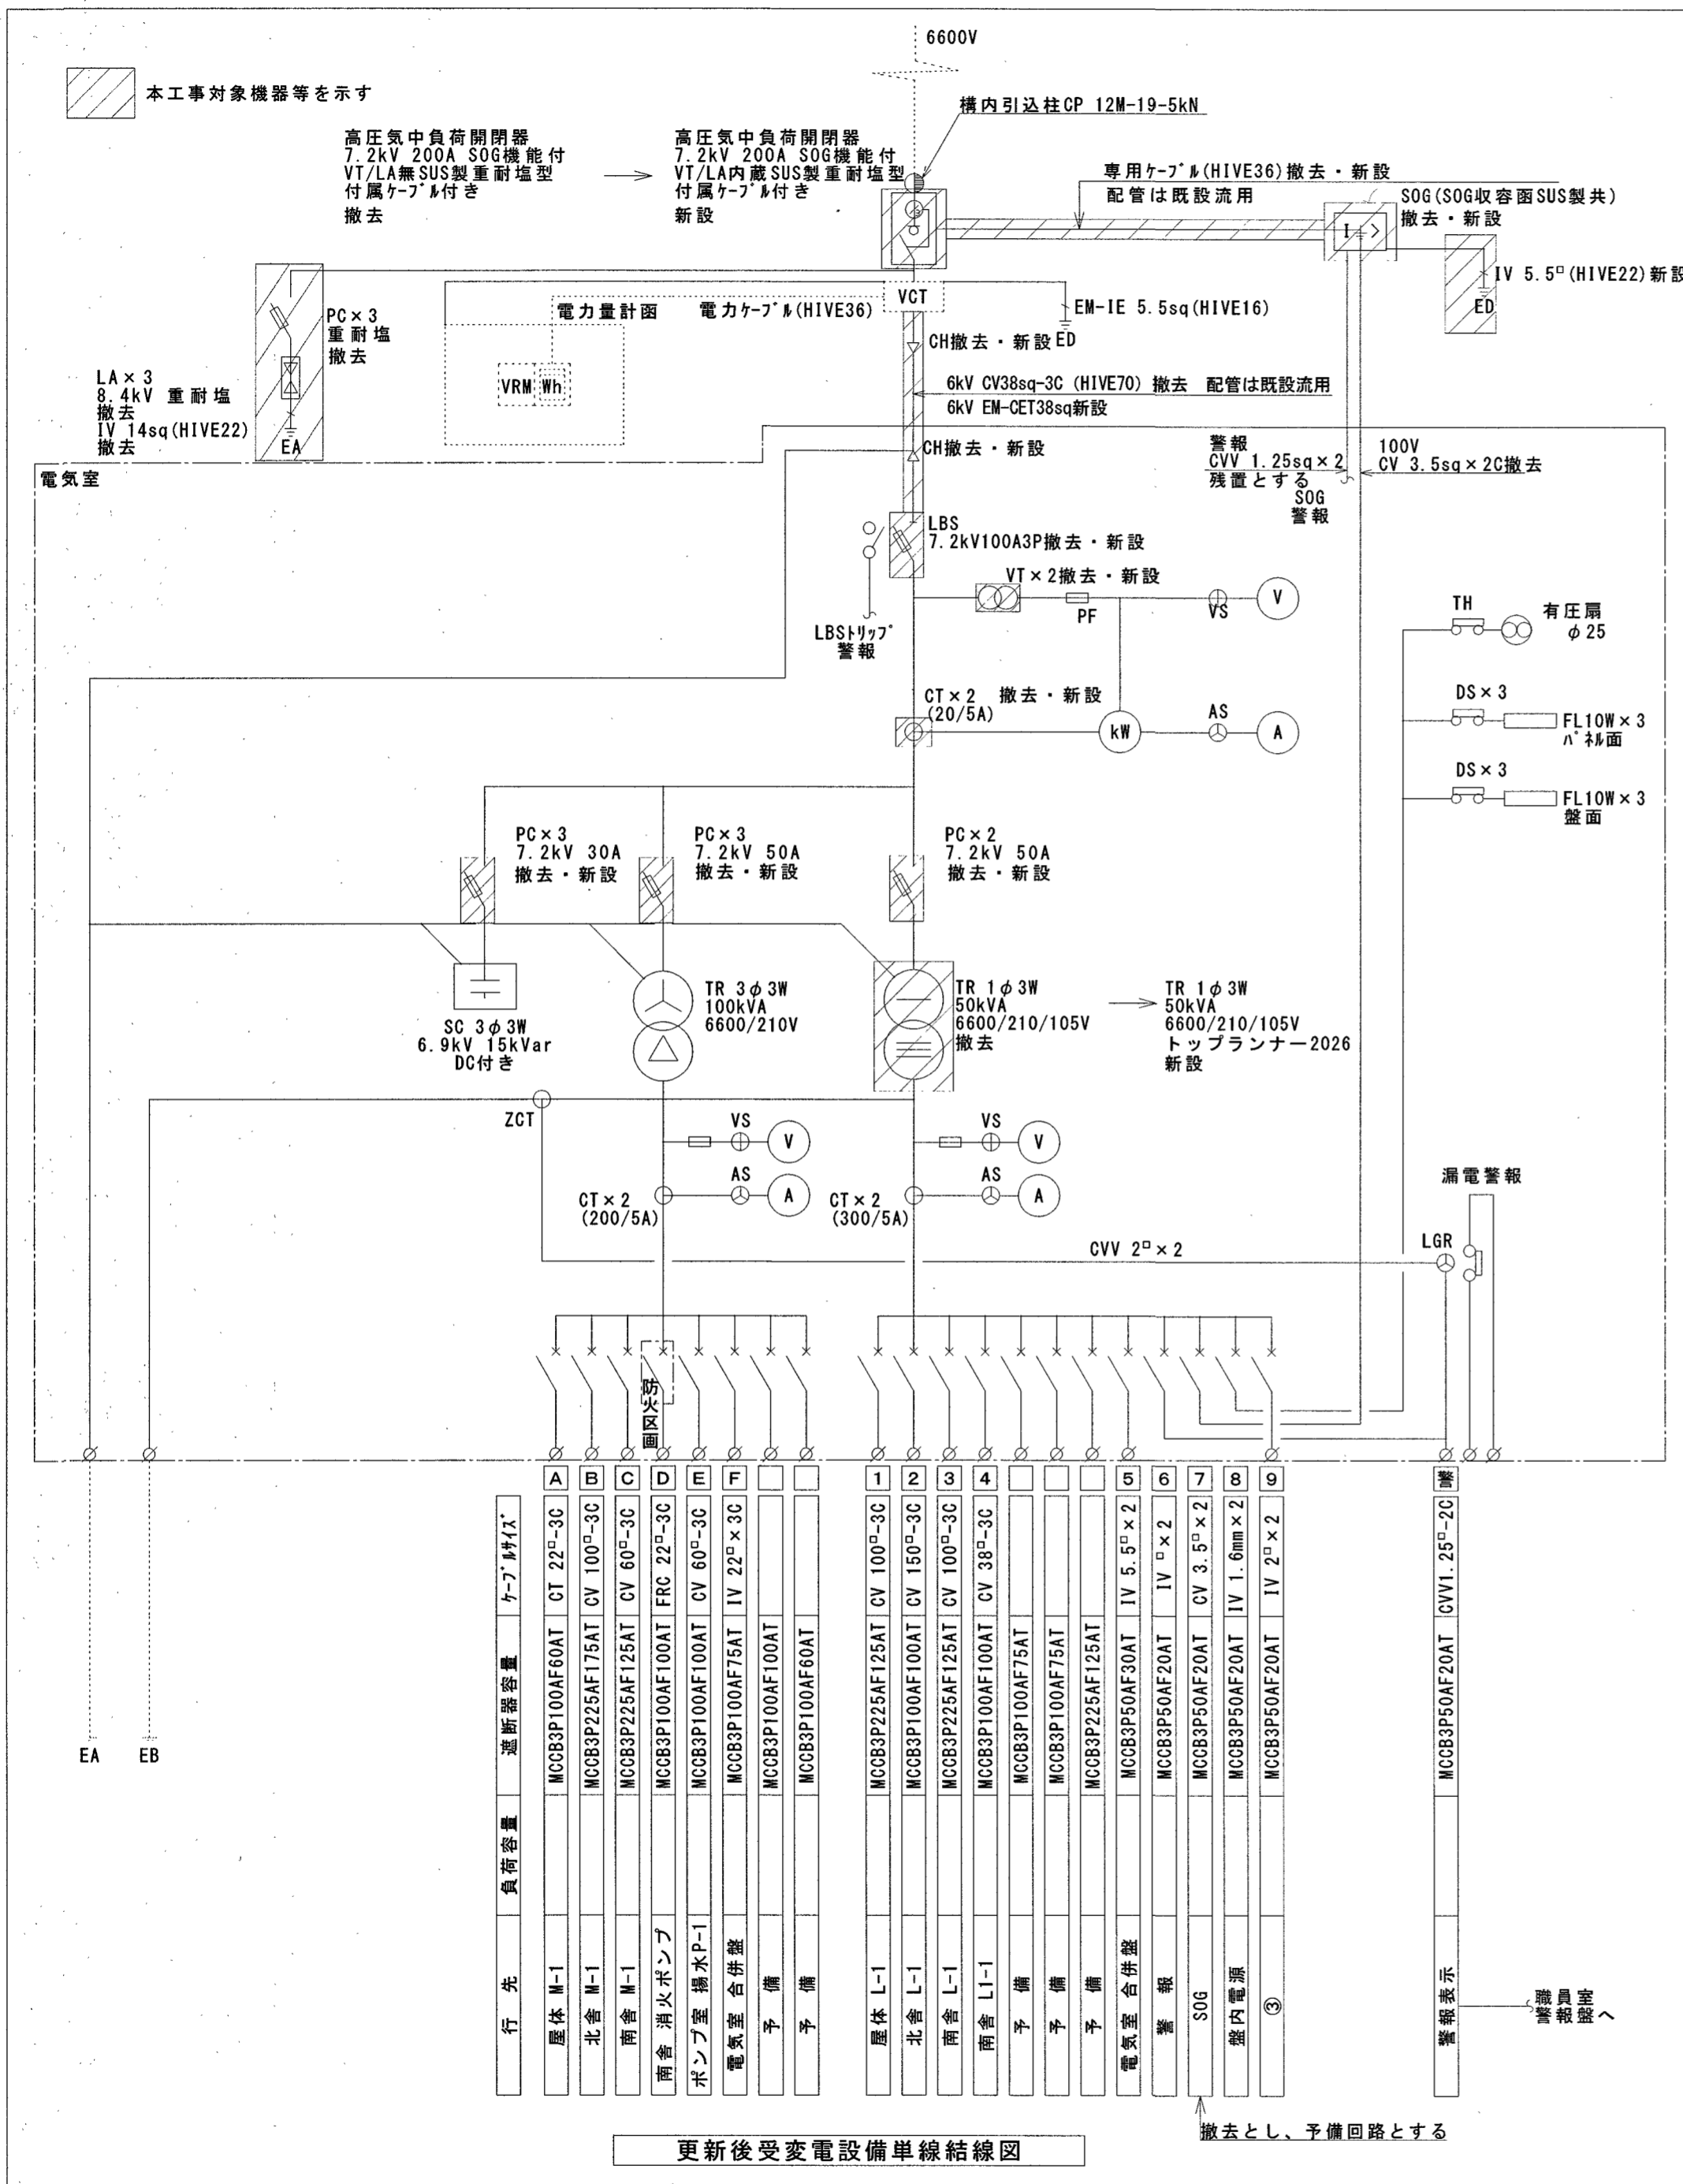 6600V
本工事対象機器等を示す
構内引込柱CP 12M-19-5kN
高圧気中負荷開閉器
7.2kV 200A SOG機能付
VT/LA無SUS製重耐塩型
付属ケーブル付き
撤去
高圧気中負荷開閉器
7.2kV 200A SOG機能付
VT/LA内蔵SUS製重耐塩型
付属ケーブル付き
新設
専用ケーブル(HIVE36)撤去・新設
配管は既設流用
SOG(SOG収容函SUS製共)
撤去・新設
I >
IV 5.5□(HIVE22)新設
ED
PC×3
重耐塩
撤去
LA×3
8.4kV 重耐塩
撤去
IV 14sq(HIVE22)
撤去
EA
電力量計函
電力ケーブル(HIVE36)
VCT
VRM
Wh
EM-IE 5.5sq(HIVE16)
ED
CH撤去・新設
6kV CV38sq-3C (HIVE70) 撤去 配管は既設流用
6kV EM-CET38sq新設
CH撤去・新設
警報
CVV 1.25sq×2
残置とする
SOG
警報
100V
CV 3.5sq×2C撤去
電気室
LBS
7.2kV100A3P撤去・新設
LBSトリップ
警報
VT×2撤去・新設
PF
VS
V
TH
有圧扇
φ25
CT×2 撤去・新設
(20/5A)
kW
AS
A
DS×3
FL10W×3
パネル面
DS×3
FL10W×3
盤面
PC×3
7.2kV 30A
撤去・新設
PC×3
7.2kV 50A
撤去・新設
PC×2
7.2kV 50A
撤去・新設
SC 3φ3W
6.9kV 15kVar
DC付き
TR 3φ3W
100kVA
6600/210V
TR 1φ3W
50kVA
6600/210/105V
撤去
TR 1φ3W
50kVA
6600/210/105V
トップランナー2026
新設
ZCT
VS
V
AS
A
CT×2
(200/5A)
VS
V
AS
A
CT×2
(300/5A)
漏電警報
LGR
CVV 2□×2
防火区画
EA
EB
ケーブルサイズ
遮断器容量
負荷容量
行先
A
CT 22□-3C
MCCB3P100AF60AT
屋体 M-1
B
CV 100□-3C
MCCB3P225AF175AT
北舎 M-1
C
CV 60□-3C
MCCB3P225AF125AT
南舎 M-1
D
FRC 22□-3C
MCCB3P100AF100AT
南舎 消火ポンプ
E
CV 60□-3C
MCCB3P100AF100AT
ポンプ室 揚水P-1
F
IV 22□×3C
MCCB3P100AF75AT
電気室 合併盤
MCCB3P100AF100AT
予備
MCCB3P100AF60AT
予備
1
CV 100□-3C
MCCB3P225AF125AT
屋体 L-1
2
CV 150□-3C
MCCB3P100AF100AT
北舎 L-1
3
CV 100□-3C
MCCB3P225AF125AT
南舎 L-1
4
CV 38□-3C
MCCB3P100AF100AT
南舎 L1-1
MCCB3P100AF75AT
予備
MCCB3P100AF75AT
予備
MCCB3P225AF125AT
予備
5
IV 5.5□×2
MCCB3P50AF30AT
電気室 合併盤
6
IV □×2
MCCB3P50AF20AT
警報
7
CV 3.5□×2
MCCB3P50AF20AT
SOG
8
IV 1.6mm×2
MCCB3P50AF20AT
盤内電源
9
IV 2□×2
MCCB3P50AF20AT
③
警
CVV1.25□-2C
MCCB3P50AF20AT
警報表示
職員室
警報盤へ
撤去とし、予備回路とする
更新後受変電設備単線結線図